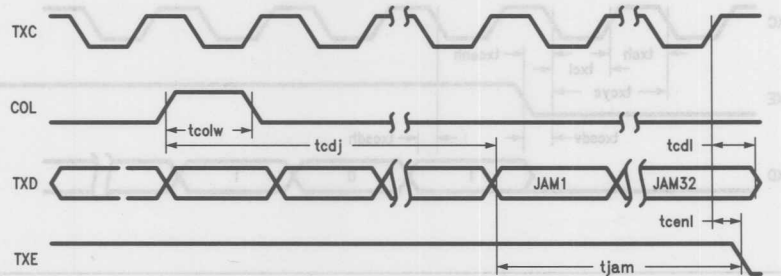 TXC
COL
tcolw
tcdj
tcdl
TXD
JAM1
JAM32
tcenl
TXE
tjam